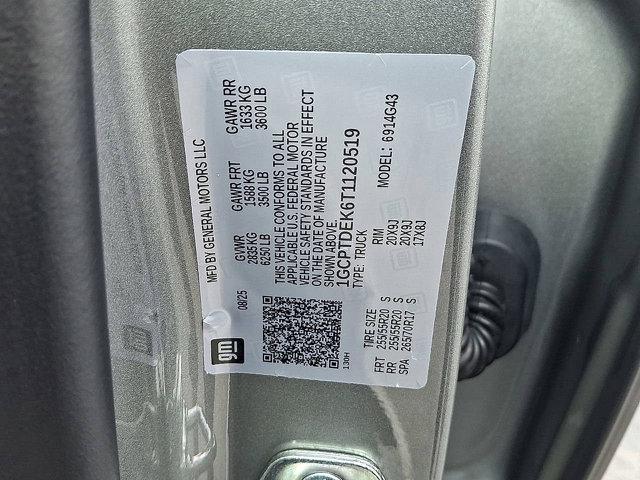 gm
MFD BY GENERAL MOTORS LLC
08/25
GVWR GAWR FRT GAWR RR
2835 KG 1588 KG 1633 KG
6250 LB 3500 LB 3600 LB
THIS VEHICLE CONFORMS TO ALL
APPLICABLE U.S. FEDERAL MOTOR
VEHICLE SAFETY STANDARDS IN EFFECT
ON THE DATE OF MANUFACTURE
SHOWN ABOVE.
1GCPTDEK6T1120519
TYPE: TRUCK
130H
MODEL: 6914G43
TIRE SIZE RIM
FRT 255/55R20 S 20X9J
RR 255/55R20 S 20X9J
SPA 265/70R17 S 17X8J